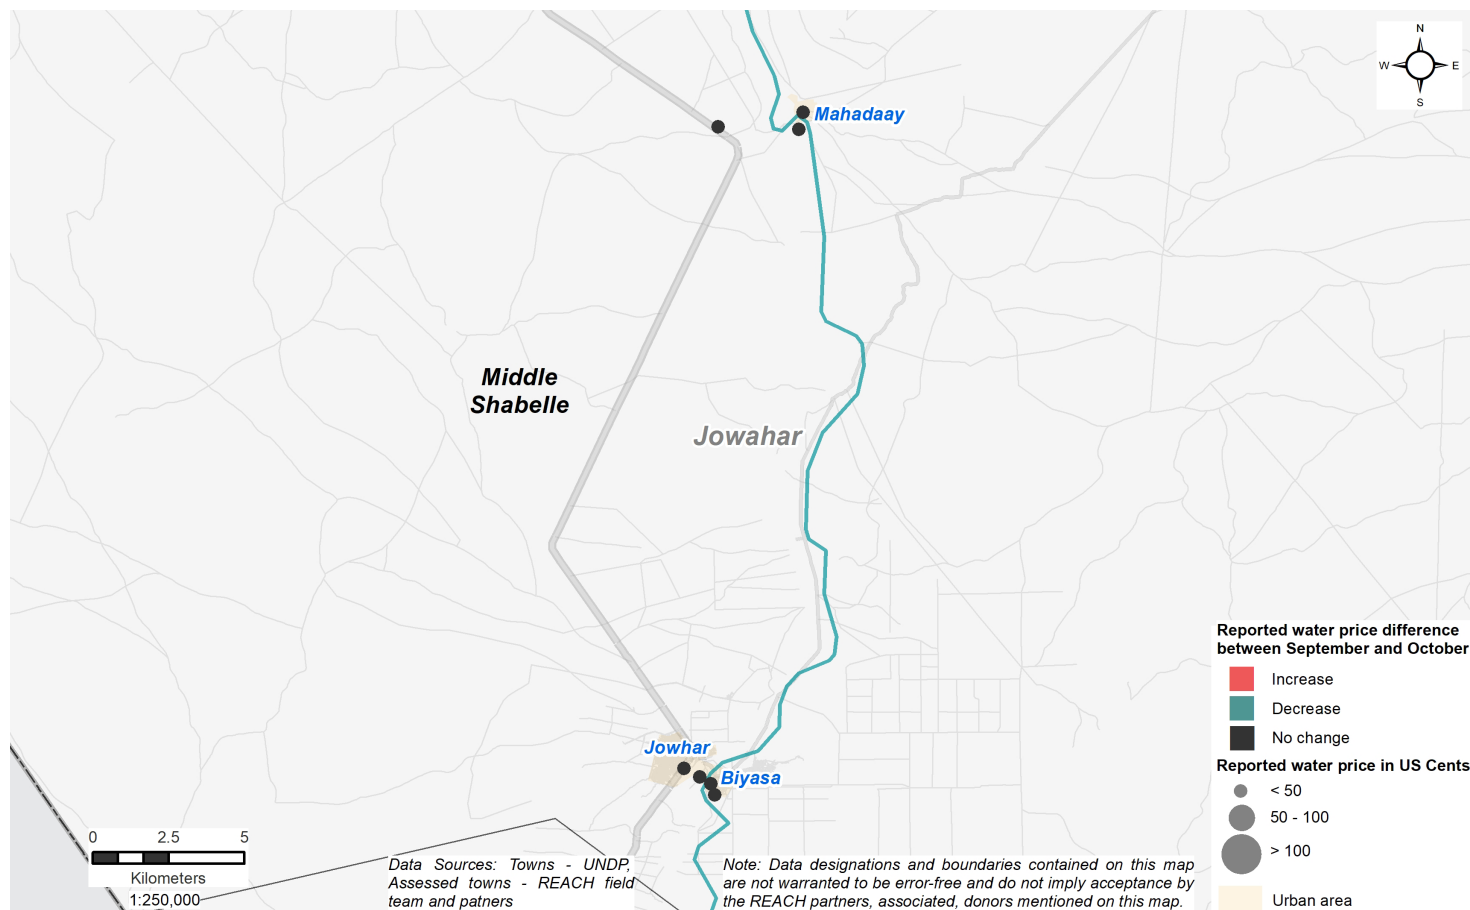 N
W E
S
Mahadaay
Middle
Shabelle
Jowahar
Jowhar
Biyasa
Reported water price difference
between September and October
Increase
Decrease
No change
Reported water price in US Cents
< 50
50 - 100
> 100
Urban area
0 2.5 5
Kilometers
1:250,000
Data Sources: Towns - UNDP,
Assessed towns - REACH field
team and patners
Note: Data designations and boundaries contained on this map
are not warranted to be error-free and do not imply acceptance by
the REACH partners, associated, donors mentioned on this map.